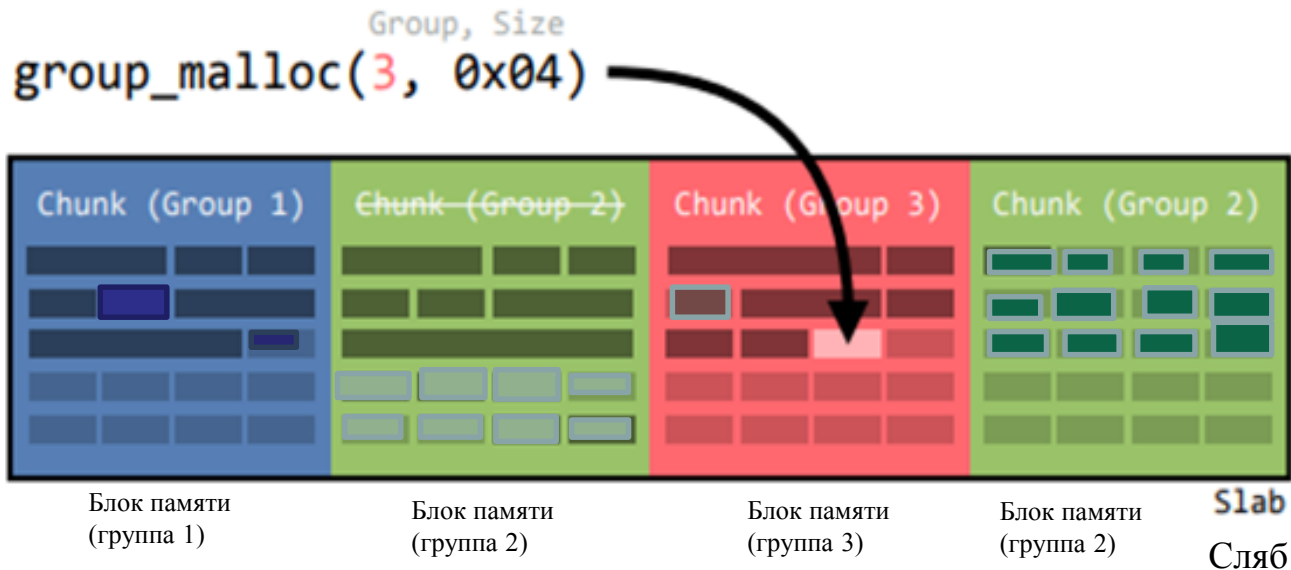 Group, Size
group_malloc(3, 0x04)
Chunk (Group 1)
Chunk (Group 2)
Chunk (Group 3)
Chunk (Group 2)
Блок памяти
(группа 1)
Блок памяти
(группа 2)
Блок памяти
(группа 3)
Блок памяти
(группа 2)
Slab
Сляб